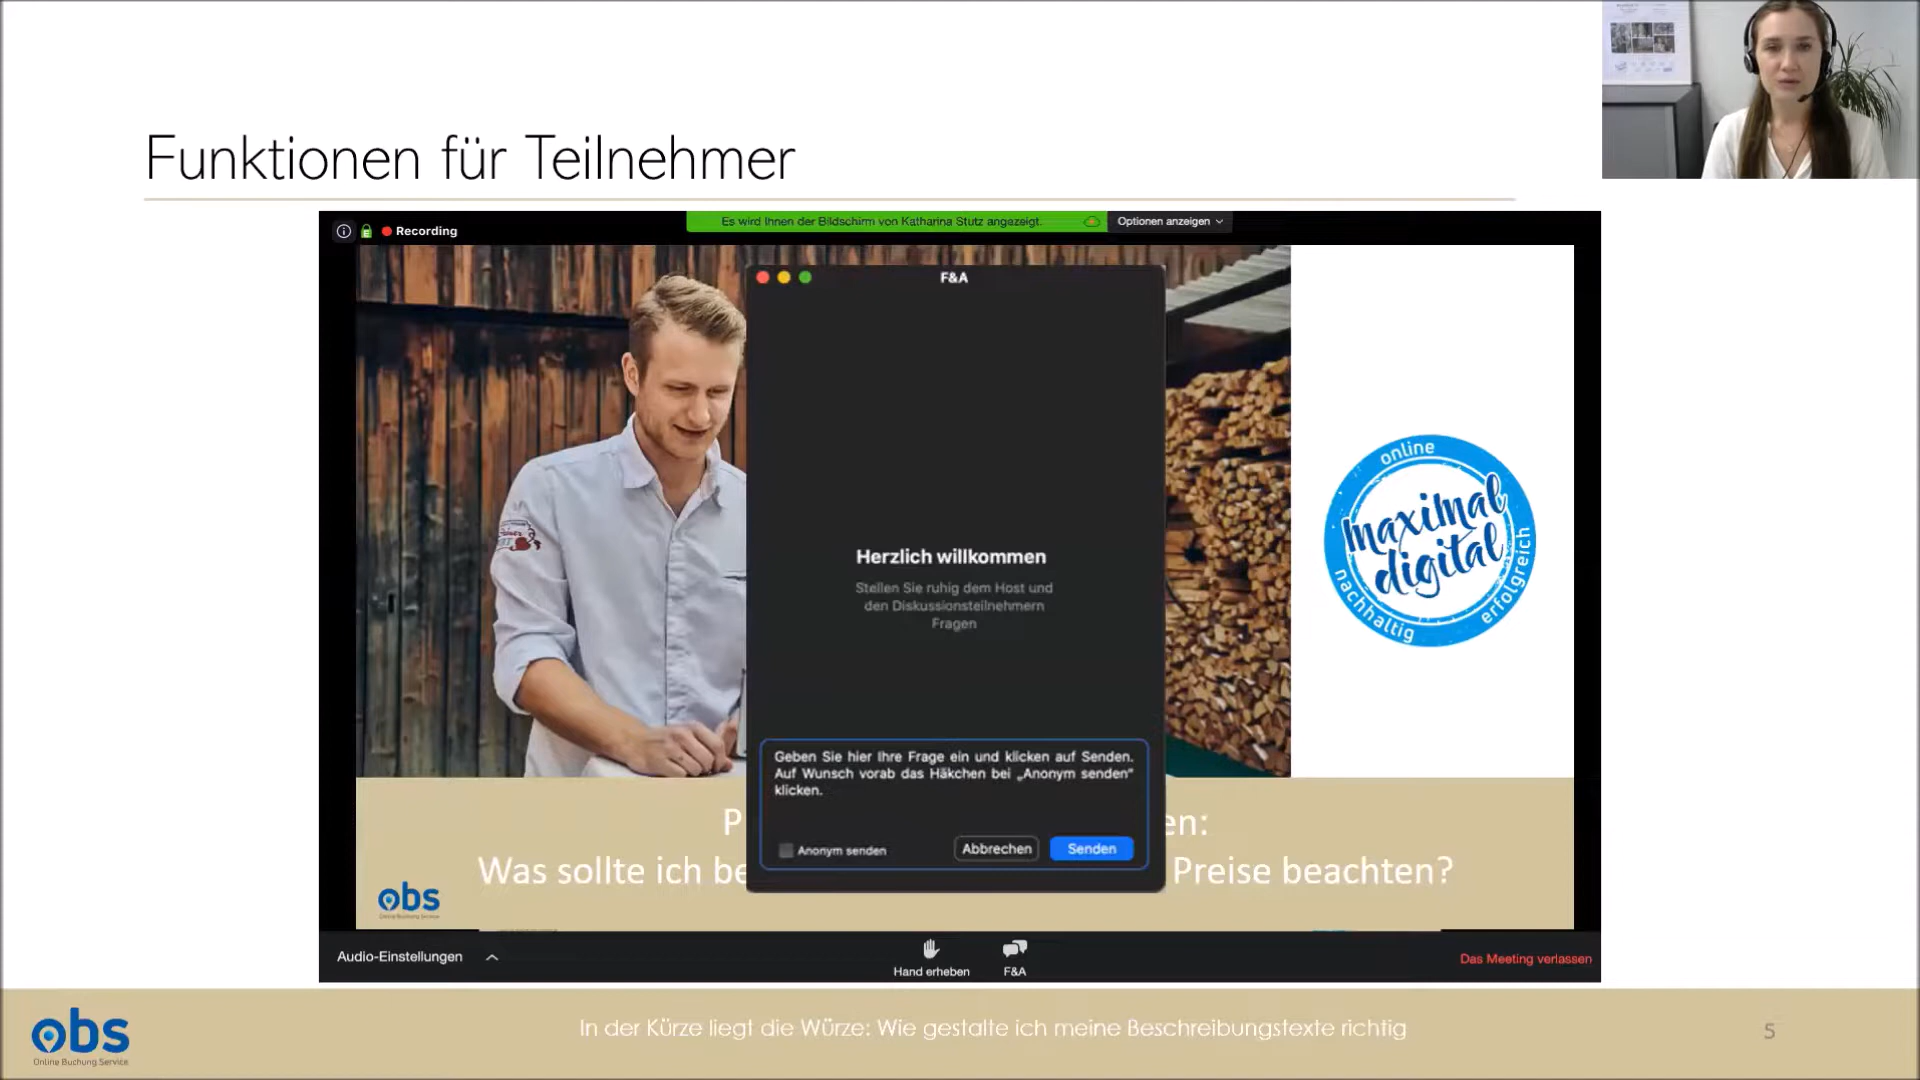 Funktionen für Teilnehmer
Recording
Es wird Ihnen der Bildschirm von Katharina Stutz angezeigt.
Optionen anzeigen
F&A
Herzlich willkommen
Stellen Sie ruhig dem Host und
den Diskussionsteilnehmern
Fragen
Geben Sie hier Ihre Frage ein und klicken auf Senden.
Auf Wunsch vorab das Häkchen bei „Anonym senden“
klicken.
Anonym senden
Abbrechen
Senden
online
maximal
digital
nachhaltig
erfolgreich
P en:
Was sollte ich be Preise beachten?
obs
Online Buchung Service
Audio-Einstellungen
Hand erheben
F&A
Das Meeting verlassen
obs
Online Buchung Service
In der Kürze liegt die Würze: Wie gestalte ich meine Beschreibungstexte richtig
5